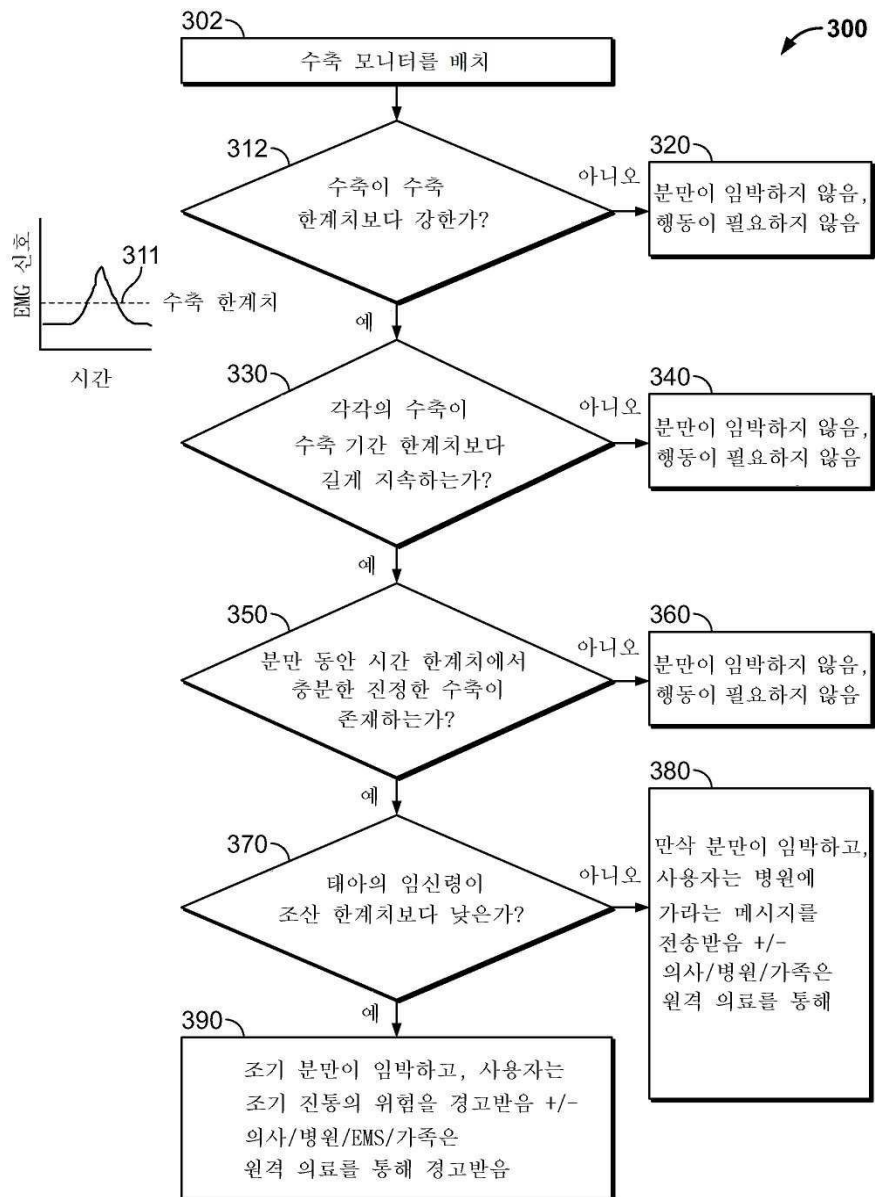 300
302
수축 모니터를 배치
312
수축이 수축
한계치보다 강한가?
아니오
320
분만이 임박하지 않음,
행동이 필요하지 않음
EMG 신호
311
수축 한계치
시간
예
330
각각의 수축이
수축 기간 한계치보다
길게 지속하는가?
아니오
340
분만이 임박하지 않음,
행동이 필요하지 않음
예
350
분만 동안 시간 한계치에서
충분한 진정한 수축이
존재하는가?
아니오
360
분만이 임박하지 않음,
행동이 필요하지 않음
예
370
태아의 임신령이
조산 한계치보다 낮은가?
아니오
380
만삭 분만이 임박하고,
사용자는 병원에
가라는 메시지를
전송받음 +/-
의사/병원/가족은
원격 의료를 통해
예
390
조기 분만이 임박하고, 사용자는
조기 진통의 위험을 경고받음 +/-
의사/병원/EMS/가족은
원격 의료를 통해 경고받음